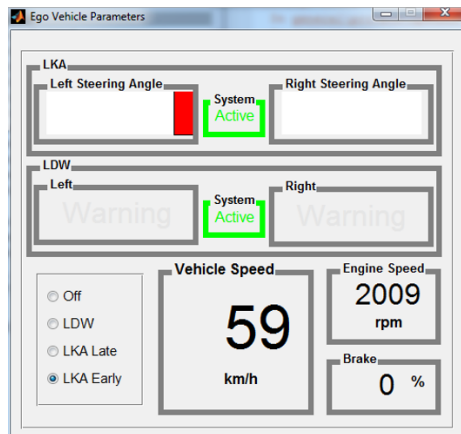 Ego Vehicle Parameters
LKA
Left Steering Angle
System
Active
Right Steering Angle
LDW
Left
Warning
System
Active
Right
Warning
Off
LDW
LKA Late
LKA Early
Vehicle Speed
59
km/h
Engine Speed
2009
rpm
Brake
0 %